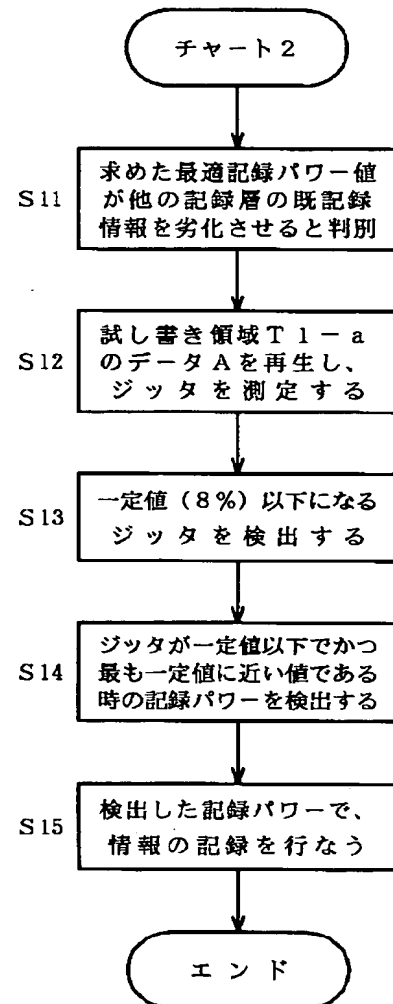 チャート2
S11
求めた最適記録パワー値
が他の記録層の既記録
情報を劣化させると判別
S12
試し書き領域T1-a
のデータAを再生し、
ジッタを測定する
S13
一定値(8%)以下になる
ジッタを検出する
S14
ジッタが一定値以下でかつ
最も一定値に近い値である
時の記録パワーを検出する
S15
検出した記録パワーで、
情報の記録を行なう
エンド